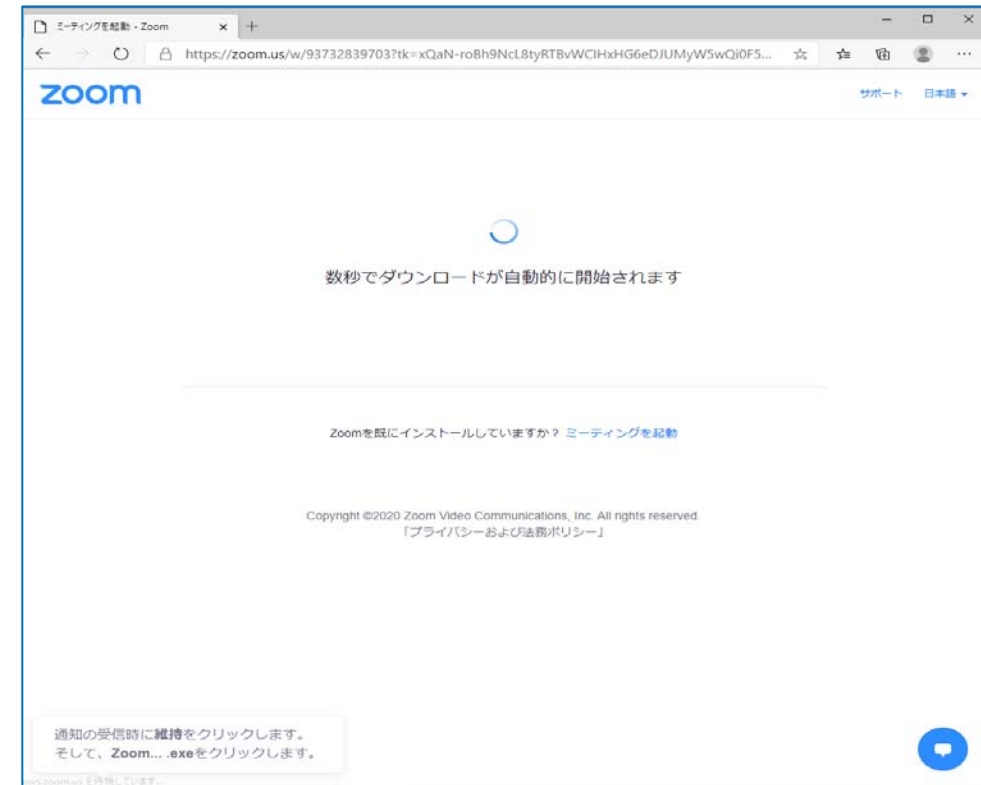 ミーティングを起動 - Zoom
https://zoom.us/w/93732839703?tk=xQaN-roBh9NcL8tyRTBvWCIHxHG6eDJUMyW5wQi0F5...
zoom
サポート 日本語
数秒でダウンロードが自動的に開始されます
Zoomを既にインストールしていますか？ ミーティングを起動
Copyright ©2020 Zoom Video Communications, Inc. All rights reserved.
「プライバシーおよび法務ポリシー」
通知の受信時に維持をクリックします。
そして、Zoom... .exeをクリックします。